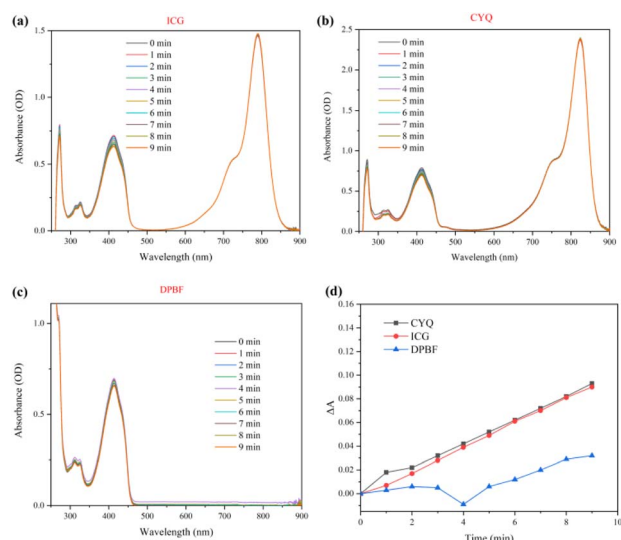 (a)
ICG
1.5
1.0
0.5
0.0
Absorbance (OD)
0 min
1 min
2 min
3 min
4 min
5 min
6 min
7 min
8 min
9 min
300
400
500
600
700
800
900
Wavelength (nm)
(b)
CYQ
2.5
2.0
1.5
1.0
0.5
0.0
Absorbance (OD)
0 min
1 min
2 min
3 min
4 min
5 min
6 min
7 min
8 min
9 min
300
400
500
600
700
800
900
Wavelength (nm)
(c)
DPBF
1.0
0.5
0.0
Absorbance (OD)
0 min
1 min
2 min
3 min
4 min
5 min
6 min
7 min
8 min
9 min
300
400
500
600
700
800
900
Wavelength (nm)
(d)
0.16
0.14
0.12
0.10
0.08
0.06
0.04
0.02
0.00
ΔA
CYQ
ICG
DPBF
0
2
4
6
8
10
Time (min)